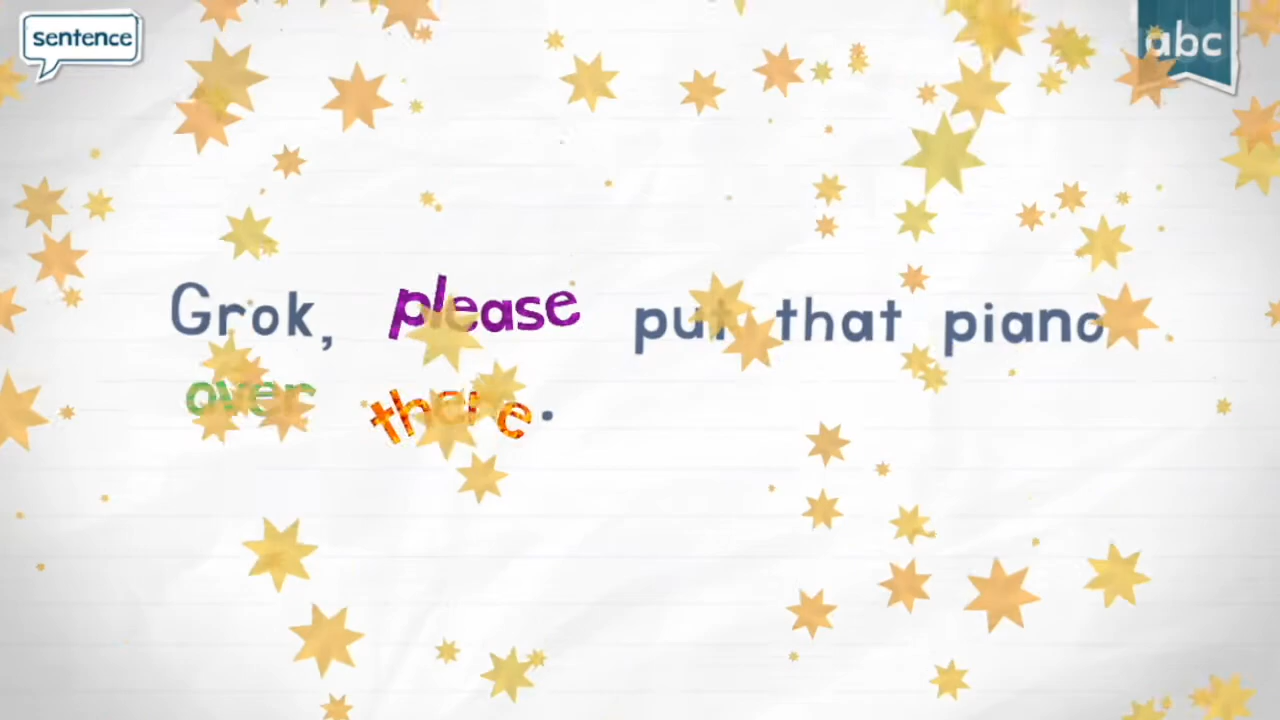 sentence
abc
Grok, please put that piano
over there.